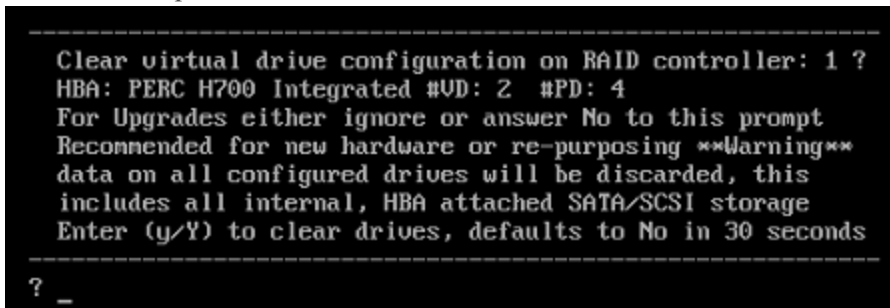 Clear virtual drive configuration on RAID controller: 1 ?
HBA: PERC H700 Integrated #VD: 2 #PD: 4
For Upgrades either ignore or answer No to this prompt
Recommended for new hardware or re-purposing **Warning**
data on all configured drives will be discarded, this
includes all internal, HBA attached SATA/SCSI storage
Enter (y/Y) to clear drives, defaults to No in 30 seconds
? _